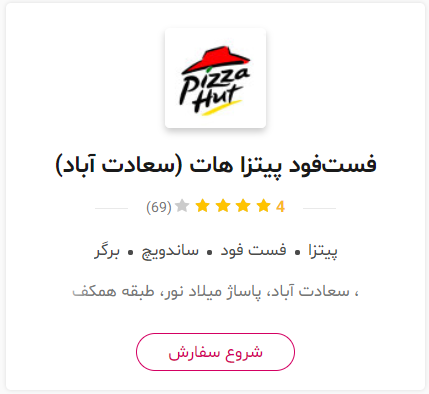 Pizza
Hut
فست‌فود پیتزا هات (سعادت آباد)
4 (69)
پیتزا • فست فود • ساندویچ • برگر
، سعادت آباد، پاساژ میلاد نور، طبقه همکف
شروع سفارش